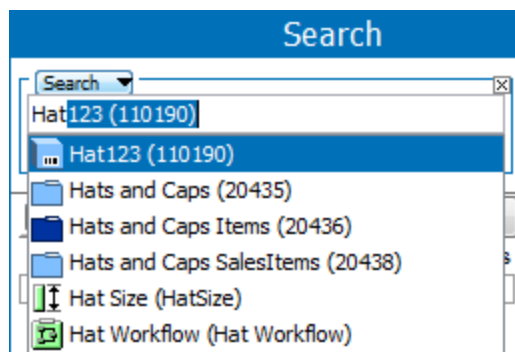 Search
Search
Hat123 (110190)
Hat123 (110190)
Hats and Caps (20435)
Hats and Caps Items (20436)
Hats and Caps SalesItems (20438)
Hat Size (HatSize)
Hat Workflow (Hat Workflow)